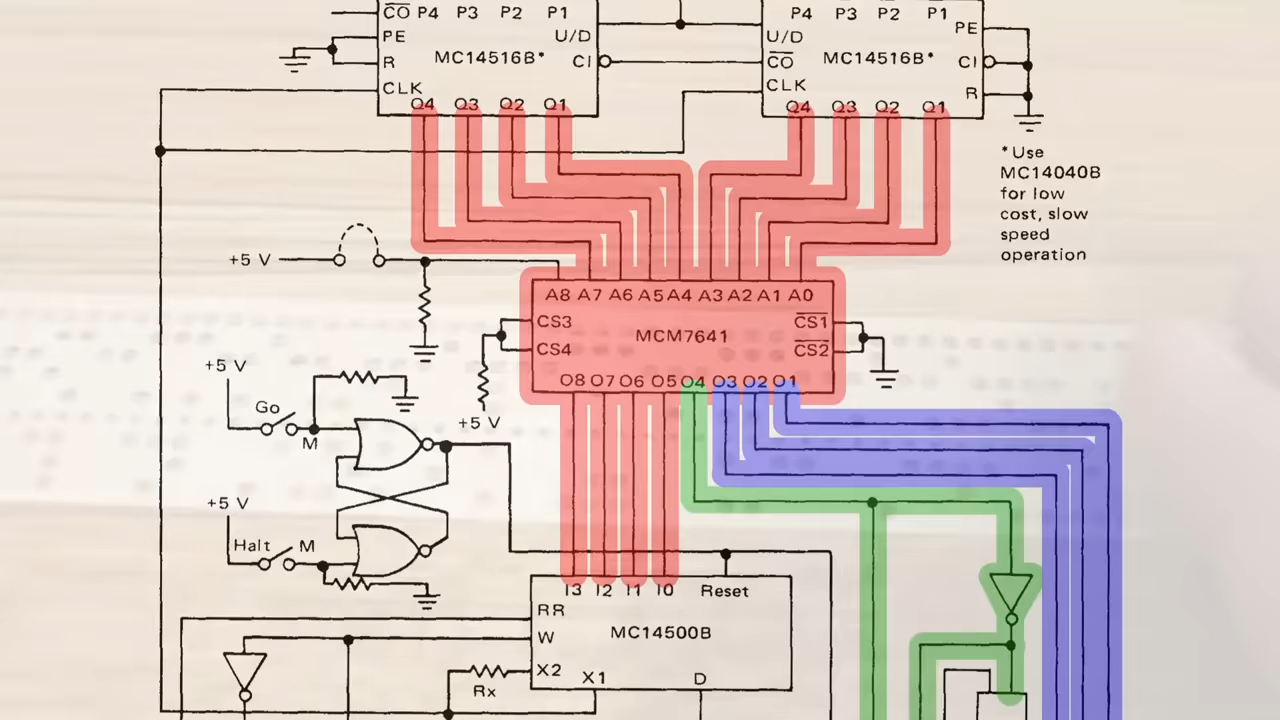 CO P4 P3 P2 P1
PE
U/D
MC14516B*
R
CI
CLK
Q4 Q3 Q2 Q1
P4 P3 P2 P1
PE
U/D
MC14516B*
CO
CI
CLK
R
Q4 Q3 Q2 Q1
*Use
MC14040B
for low
cost, slow
speed
operation
+5 V
A8 A7 A6 A5 A4 A3 A2 A1 A0
CS3
CS1
MCM7641
CS4
CS2
O8 O7 O6 O5 O4 O3 O2 O1
+5 V
+5 V
Go
M
+5 V
Halt
M
I3 I2 I1 I0
Reset
RR
MC14500B
W
X2
Rx
X1
D